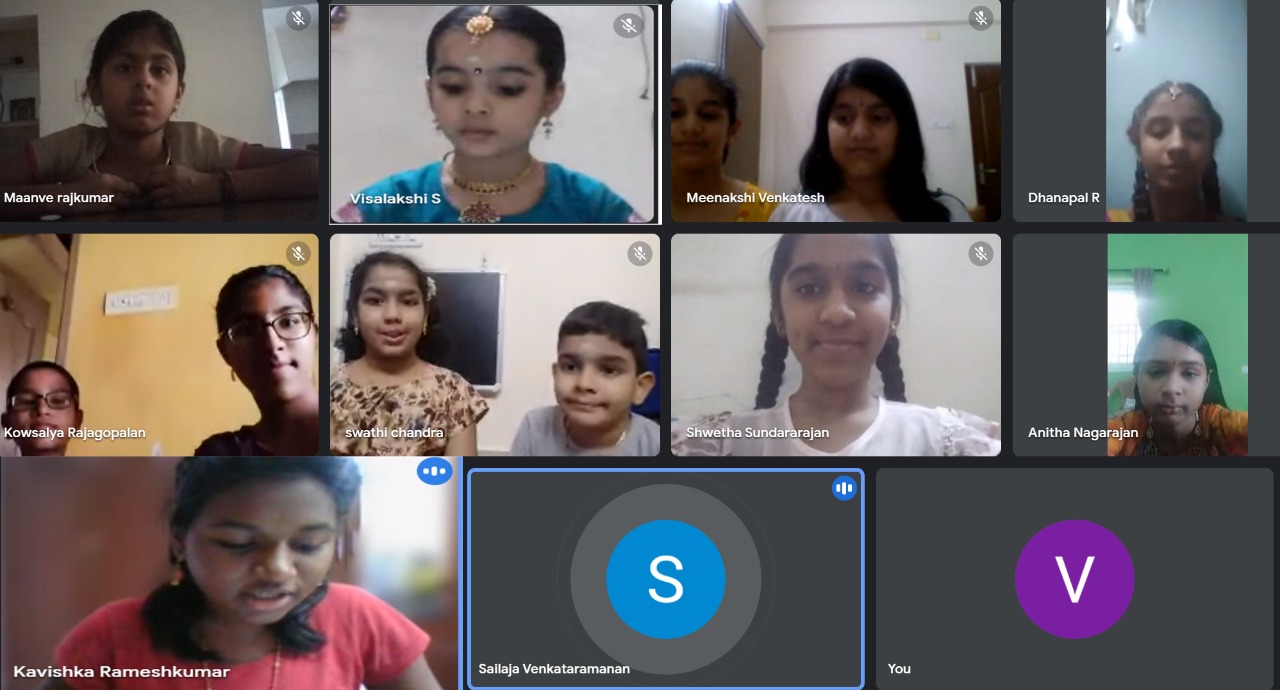 Maanve rajkumar
Visalakshi S
Meenakshi Venkatesh
Dhanapal R
Kowsalya Rajagopalan
swathi chandra
Shwetha Sundararajan
Anitha Nagarajan
Kavishka Rameshkumar
S
Sailaja Venkataramanan
V
You